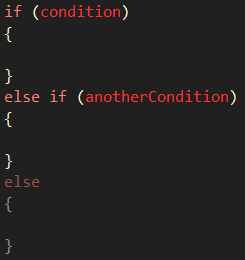 if (condition)
{
}
else if (anotherCondition)
{
}
else
{
}